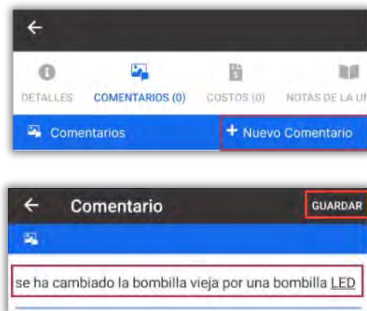 DETALLES COMENTARIOS (0) COSTOS (0) NOTAS DE LA UN
Comentarios + Nuevo Comentario
Comentario GUARDAR
se ha cambiado la bombilla vieja por una bombilla LED